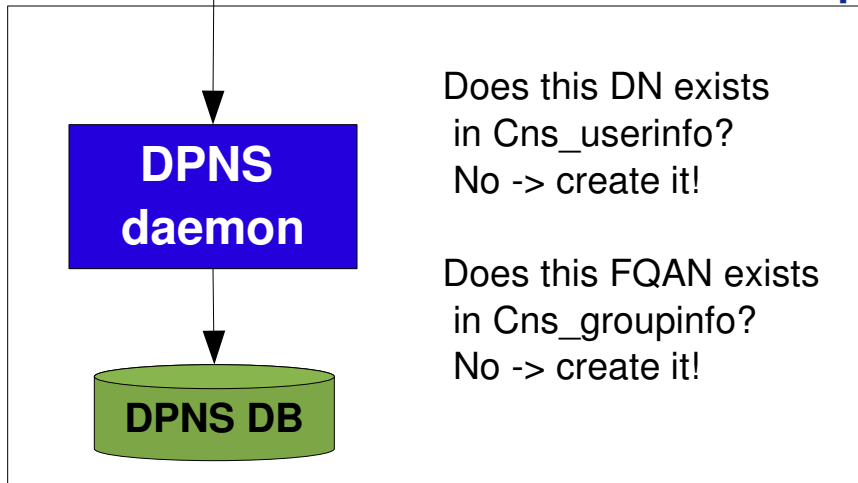 DPNS
daemon
DPNS DB
Does this DN exists
in Cns_userinfo?
No -> create it!
Does this FQAN exists
in Cns_groupinfo?
No -> create it!